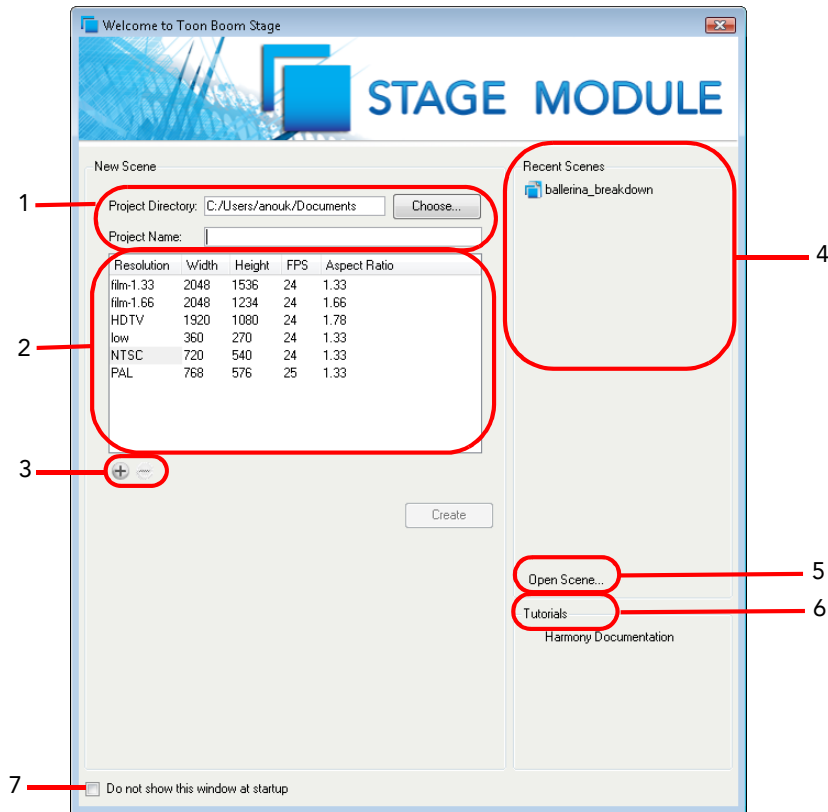 Welcome to Toon Boom Stage
STAGE MODULE
New Scene
1
Project Directory: C:/Users/anouk/Documents Choose...
Project Name:
2
Resolution Width Height FPS Aspect Ratio
film-1.33 2048 1536 24 1.33
film-1.66 2048 1234 24 1.66
HDTV 1920 1080 24 1.78
low 360 270 24 1.33
NTSC 720 540 24 1.33
PAL 768 576 25 1.33
3
Create
Recent Scenes
ballerina_breakdown
4
Open Scene...
5
Tutorials
6
Harmony Documentation
7
Do not show this window at startup